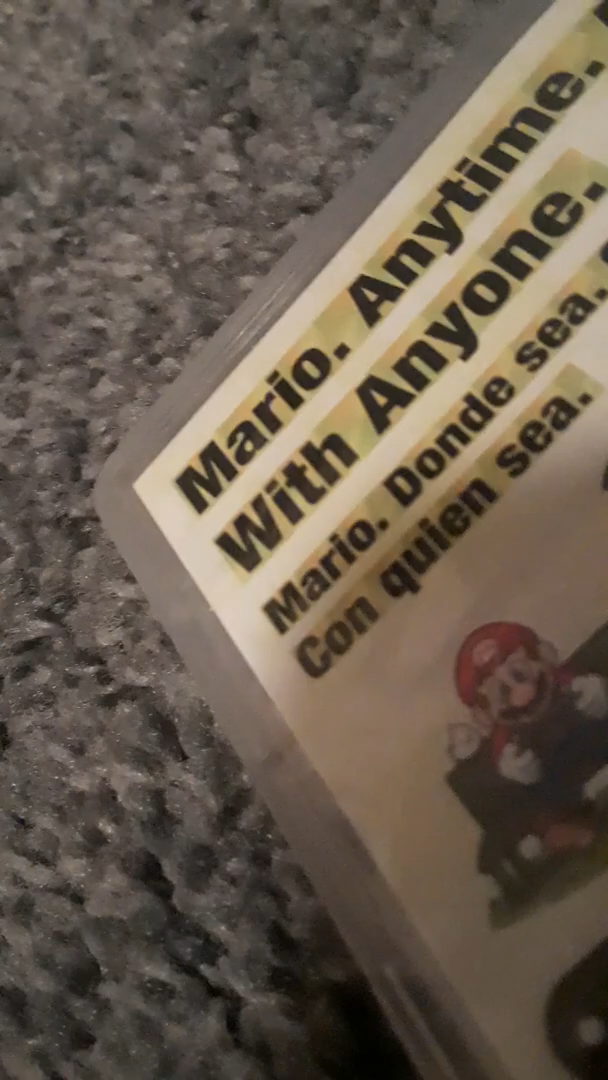 Mario. Anytime.
With Anyone.
Mario. Donde sea.
Con quien sea.